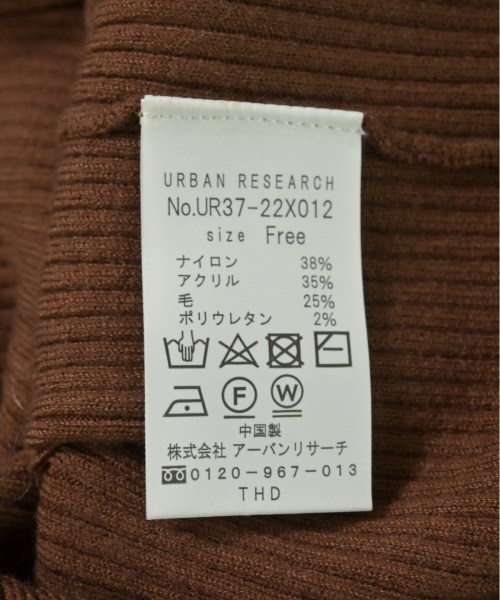 URBAN RESEARCH
No.UR37-22X012
size Free
ナイロン 38%
アクリル 35%
毛 25%
ポリウレタン 2%
F W
中国製
株式会社 アーバンリサーチ
0120-967-013
THD